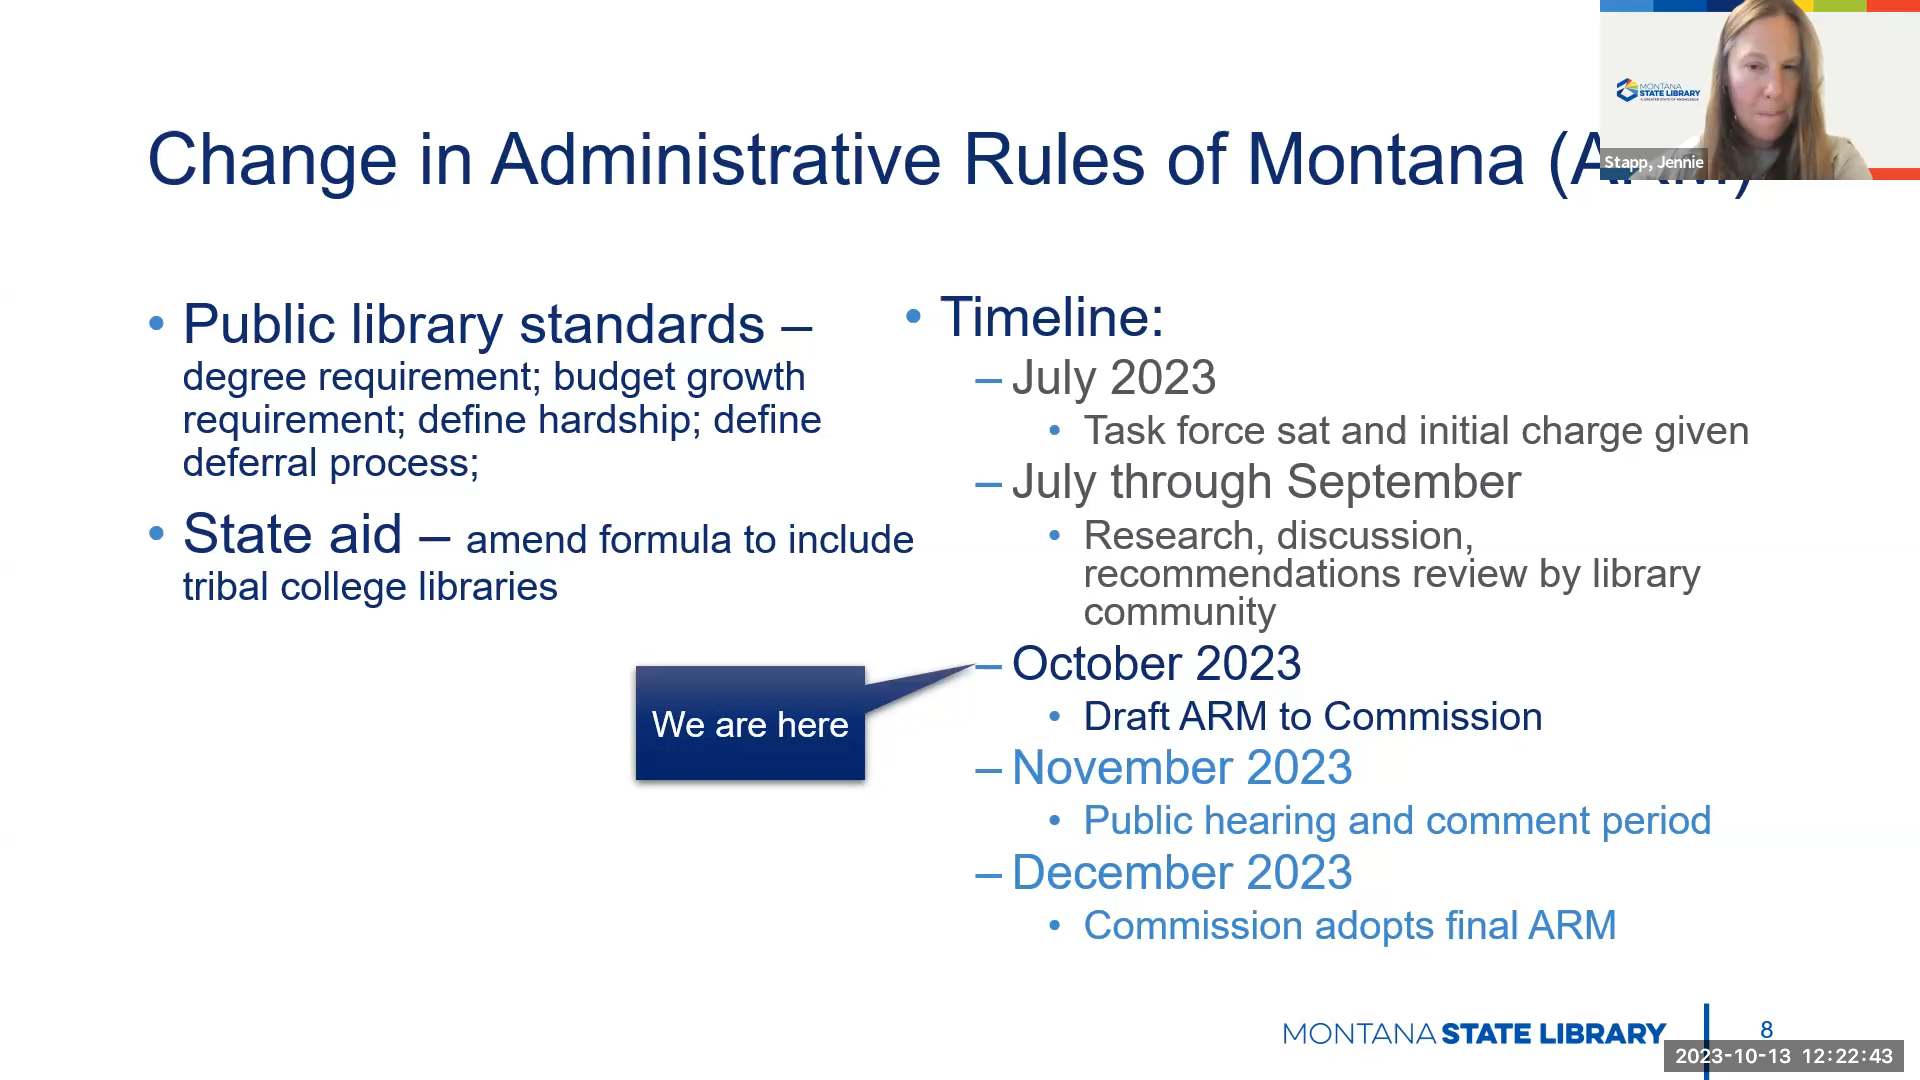 MONTANA
STATE LIBRARY
Stapp, Jennie
Change in Administrative Rules of Montana (ARM)
• Public library standards –
degree requirement; budget growth
requirement; define hardship; define
deferral process;
• State aid – amend formula to include
tribal college libraries
We are here
• Timeline:
– July 2023
• Task force sat and initial charge given
– July through September
• Research, discussion,
recommendations review by library
community
– October 2023
• Draft ARM to Commission
– November 2023
• Public hearing and comment period
– December 2023
• Commission adopts final ARM
MONTANA STATE LIBRARY
8
2023-10-13 12:22:43